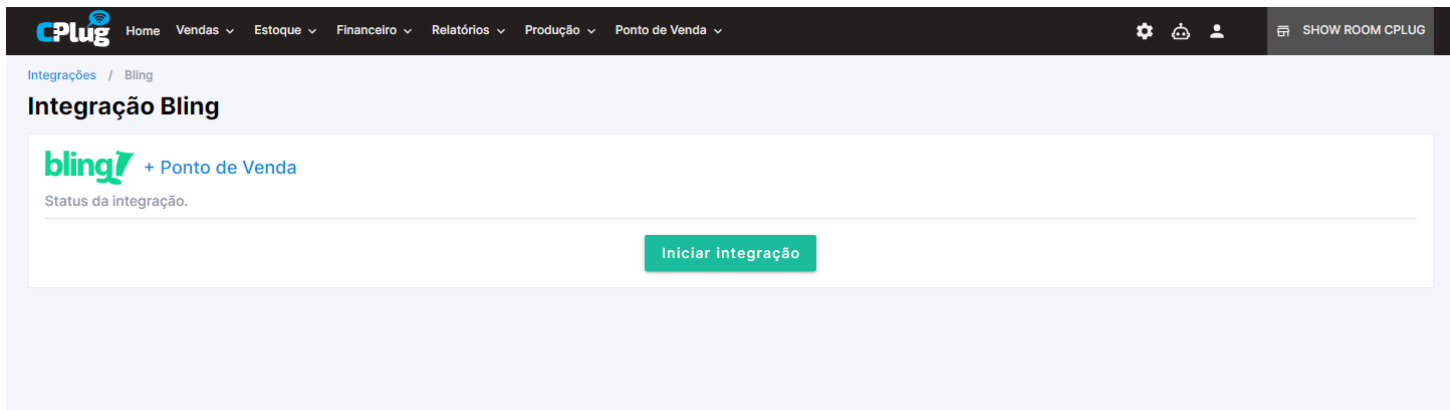 CPlug Home Vendas Estoque Financeiro Relatórios Produção Ponto de Venda SHOW ROOM CPLUG
Integrações / Bling
Integração Bling
bling + Ponto de Venda
Status da integração.
Iniciar integração